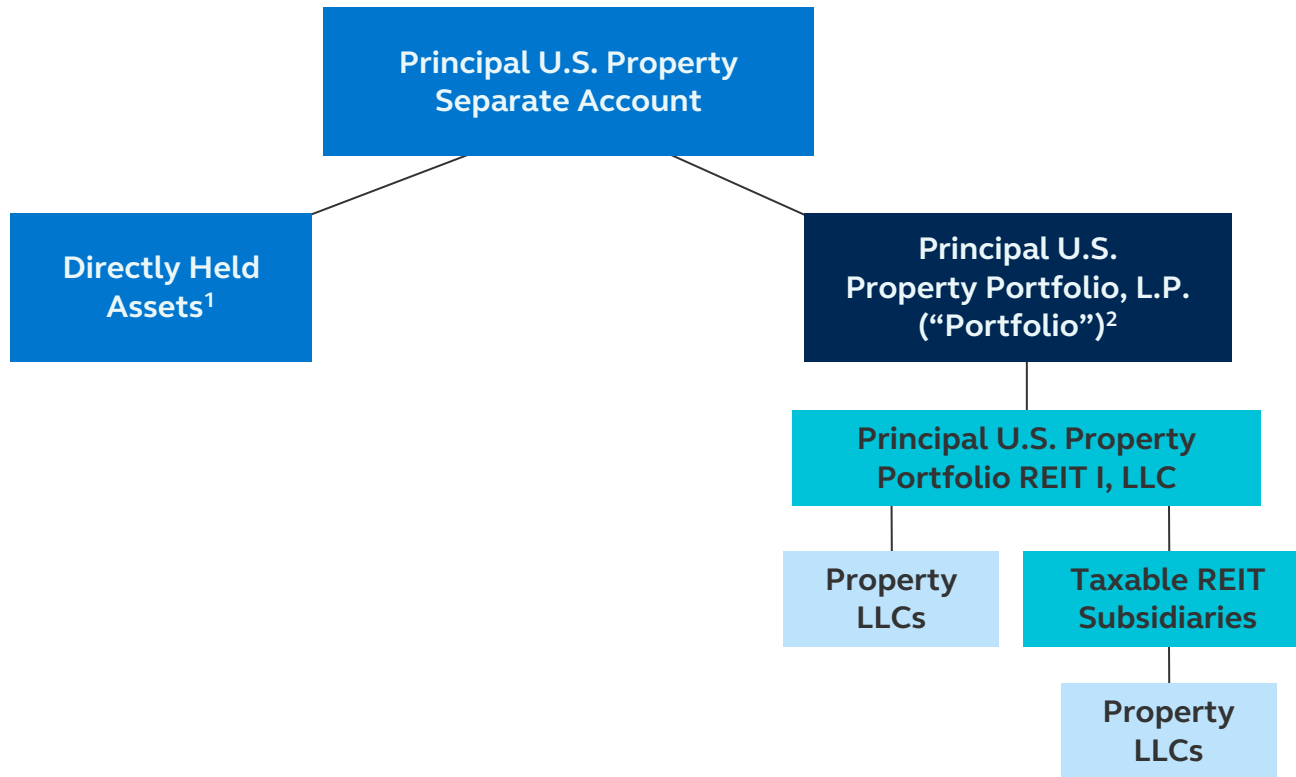 Principal U.S. Property
Separate Account
Directly Held
Assets¹
Principal U.S.
Property Portfolio, L.P.
(“Portfolio”)²
Principal U.S. Property
Portfolio REIT I, LLC
Property
LLCs
Taxable REIT
Subsidiaries
Property
LLCs